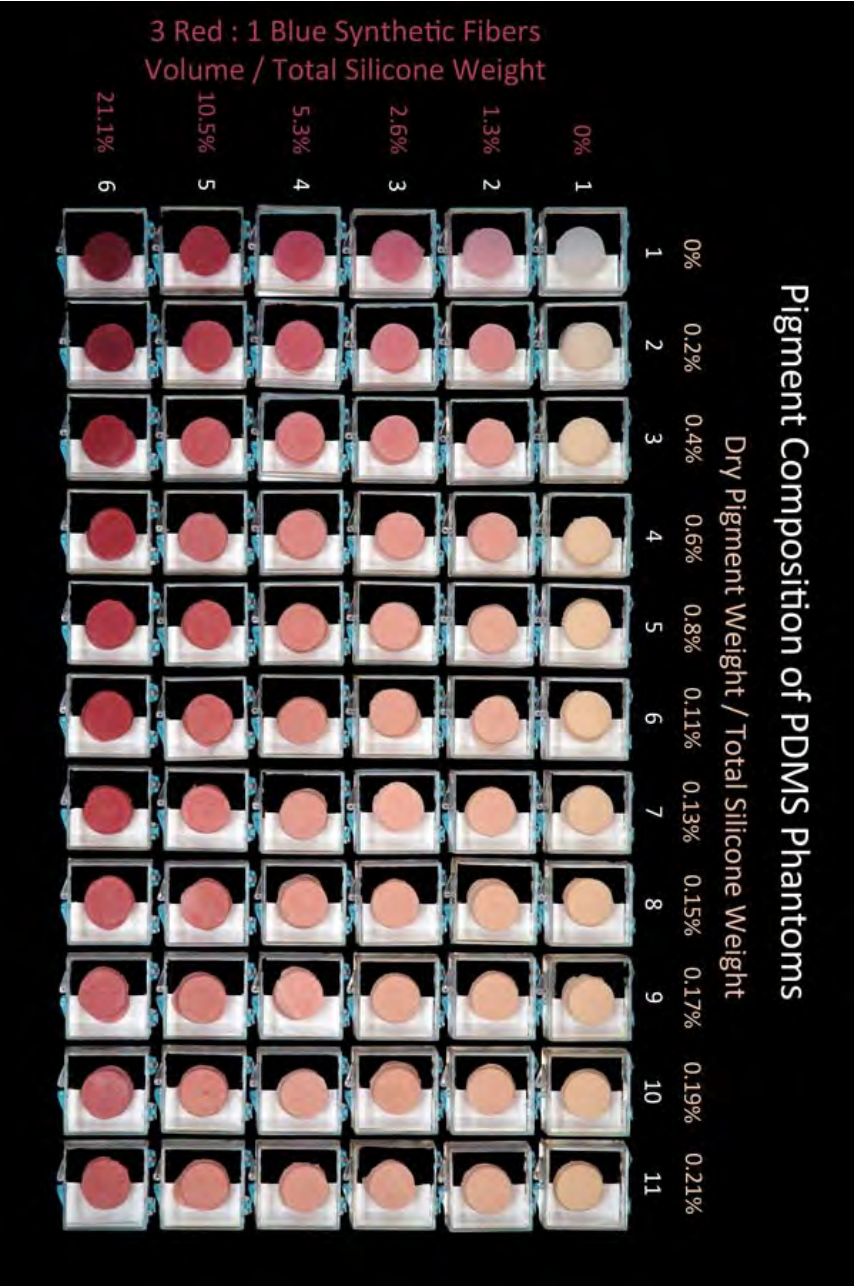 Pigment Composition of PDMS Phantoms
Dry Pigment Weight / Total Silicone Weight
0% 0.2% 0.4% 0.6% 0.8% 0.11% 0.13% 0.15% 0.17% 0.19% 0.21%
1 2 3 4 5 6 7 8 9 10 11
3 Red : 1 Blue Synthetic Fibers
Volume / Total Silicone Weight
21.1% 10.5% 5.3% 2.6% 1.3% 0%
6 5 4 3 2 1